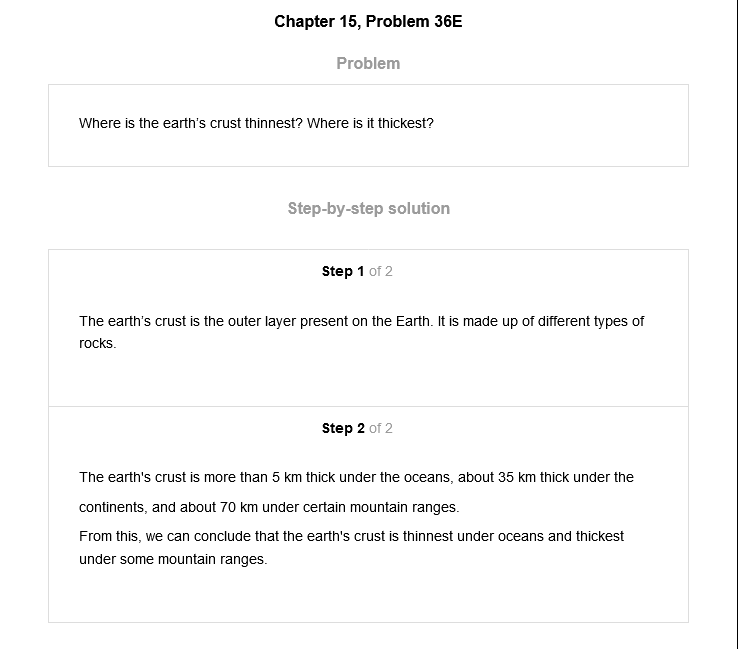 Chapter 15, Problem 36E
Problem
Where is the earth’s crust thinnest? Where is it thickest?
Step-by-step solution
Step 1 of 2
The earth’s crust is the outer layer present on the Earth. It is made up of different types of
rocks.
Step 2 of 2
The earth's crust is more than 5 km thick under the oceans, about 35 km thick under the
continents, and about 70 km under certain mountain ranges.
From this, we can conclude that the earth's crust is thinnest under oceans and thickest
under some mountain ranges.